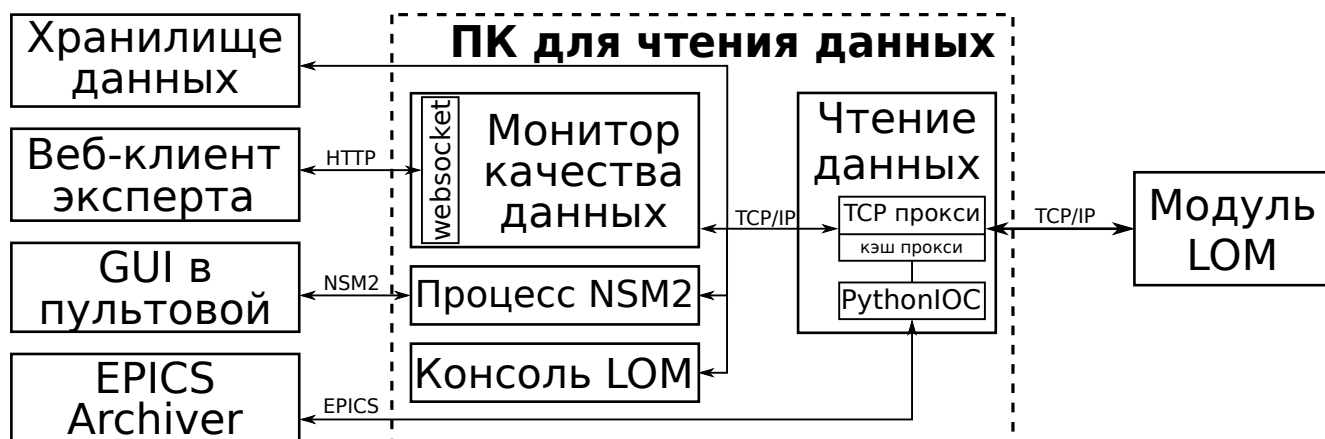 Хранилище
данных
Веб-клиент
эксперта
GUI в
пультовой
EPICS
Archiver
HTTP
NSM2
EPICS
ПК для чтения данных
websocket
Монитор
качества
данных
Процесс NSM2
Консоль LOM
TCP/IP
Чтение
данных
TCP прокси
кэш прокси
PythonIOC
TCP/IP
Модуль
LOM